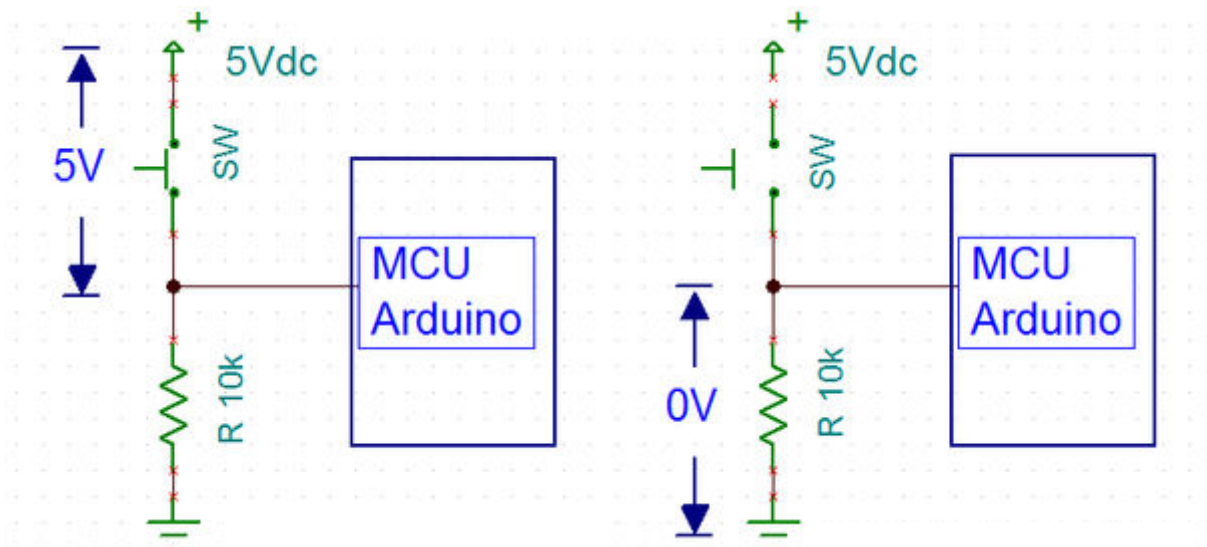 +
5Vdc
5V
SW
MCU
Arduino
R 10k
+
5Vdc
SW
MCU
Arduino
0V
R 10k